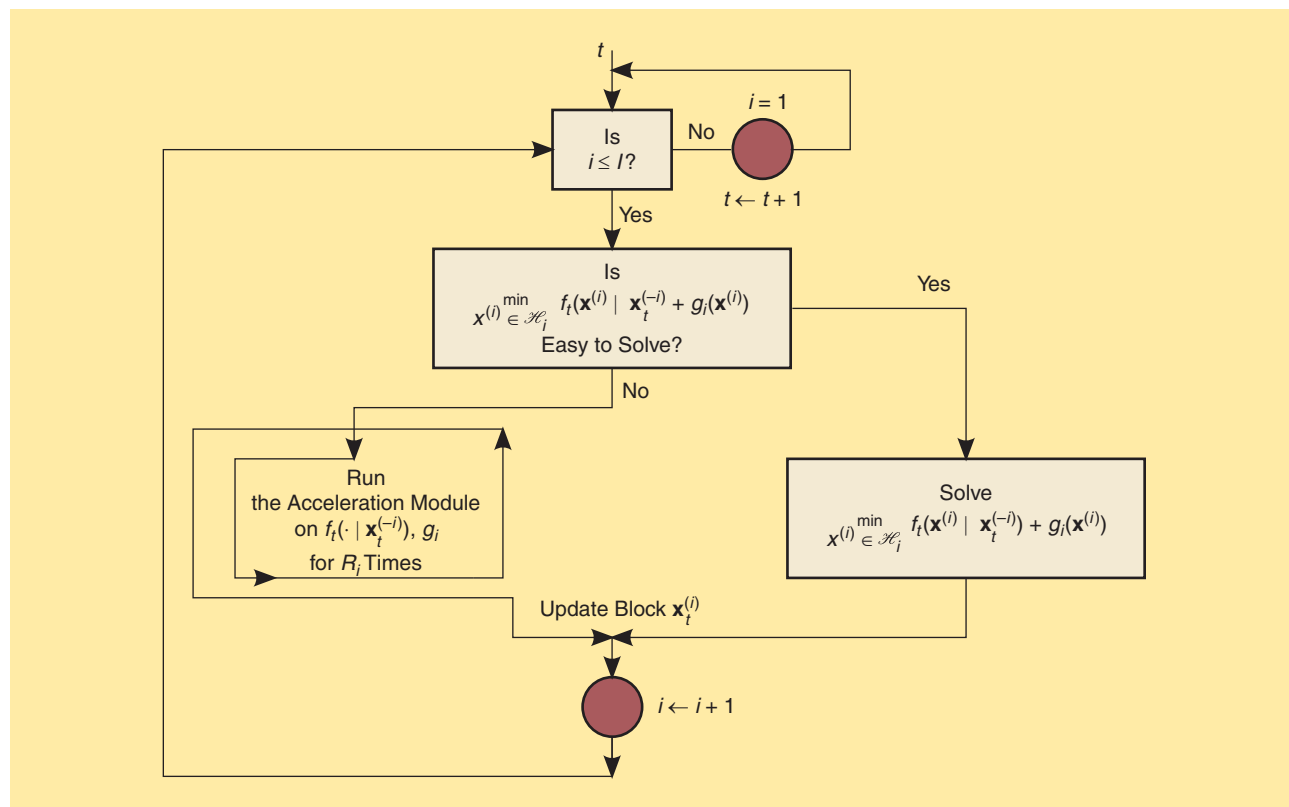 t
i = 1
Is
i ≤ I?
No
t ← t + 1
Yes
Is
min f_t(x^(i) | x_t^(−i) + g_i(x^(i))
x^(i) ∈ ℋ_i
Easy to Solve?
Yes
No
Run
the Acceleration Module
on f_t(· | x_t^(−i)), g_i
for R_i Times
Solve
min f_t(x^(i) | x_t^(−i)) + g_i(x^(i))
x^(i) ∈ ℋ_i
Update Block x_t^(i)
i ← i + 1